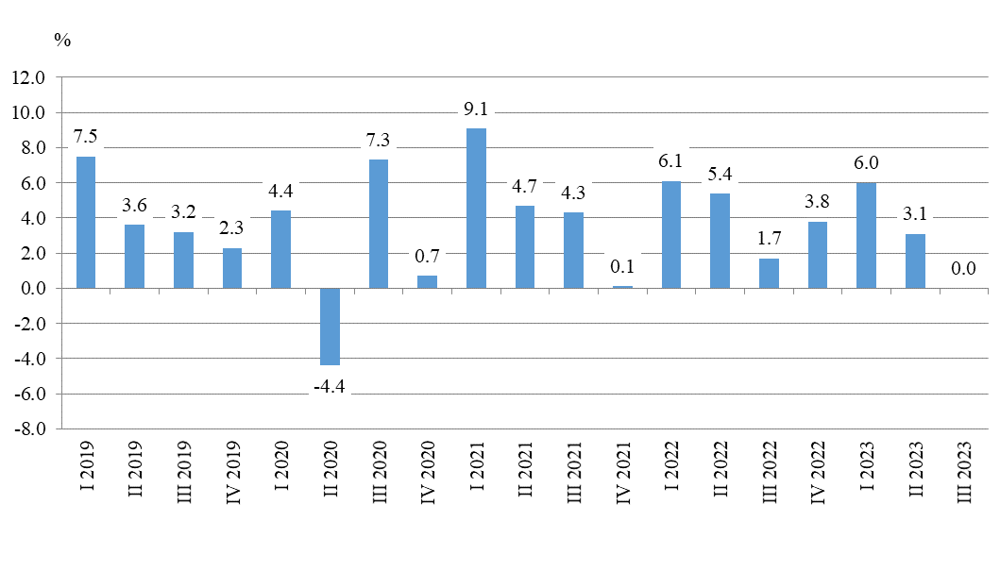 %
12.0
10.0
8.0
6.0
4.0
2.0
0.0
-2.0
-4.0
-6.0
-8.0
7.5
3.6
3.2
2.3
4.4
-4.4
7.3
0.7
9.1
4.7
4.3
0.1
6.1
5.4
1.7
3.8
6.0
3.1
0.0
I 2019
II 2019
III 2019
IV 2019
I 2020
II 2020
III 2020
IV 2020
I 2021
II 2021
III 2021
IV 2021
I 2022
II 2022
III 2022
IV 2022
I 2023
II 2023
III 2023